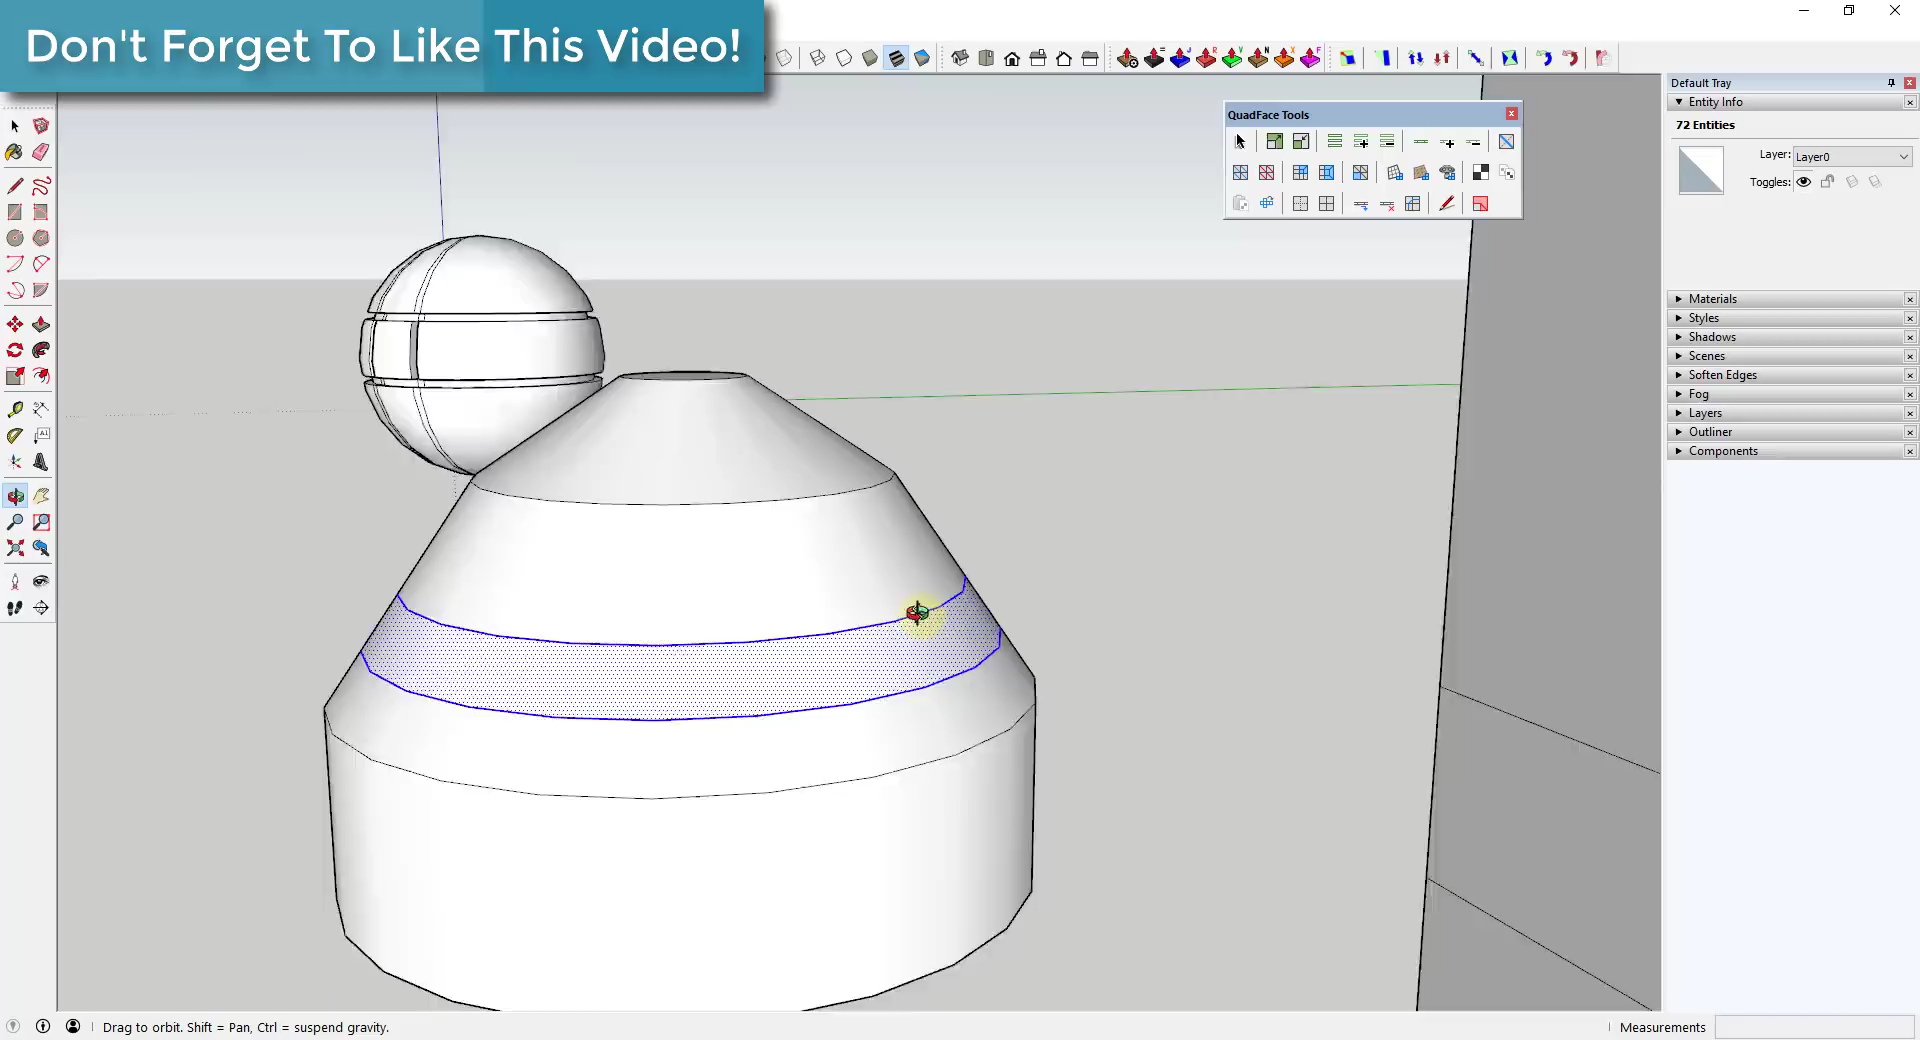 Don't Forget To Like This Video!
QuadFace Tools
Default Tray
Entity Info
72 Entities
Layer: Layer0
Toggles:
Materials
Styles
Shadows
Scenes
Soften Edges
Fog
Layers
Outliner
Components
Drag to orbit. Shift = Pan, Ctrl = suspend gravity.
Measurements